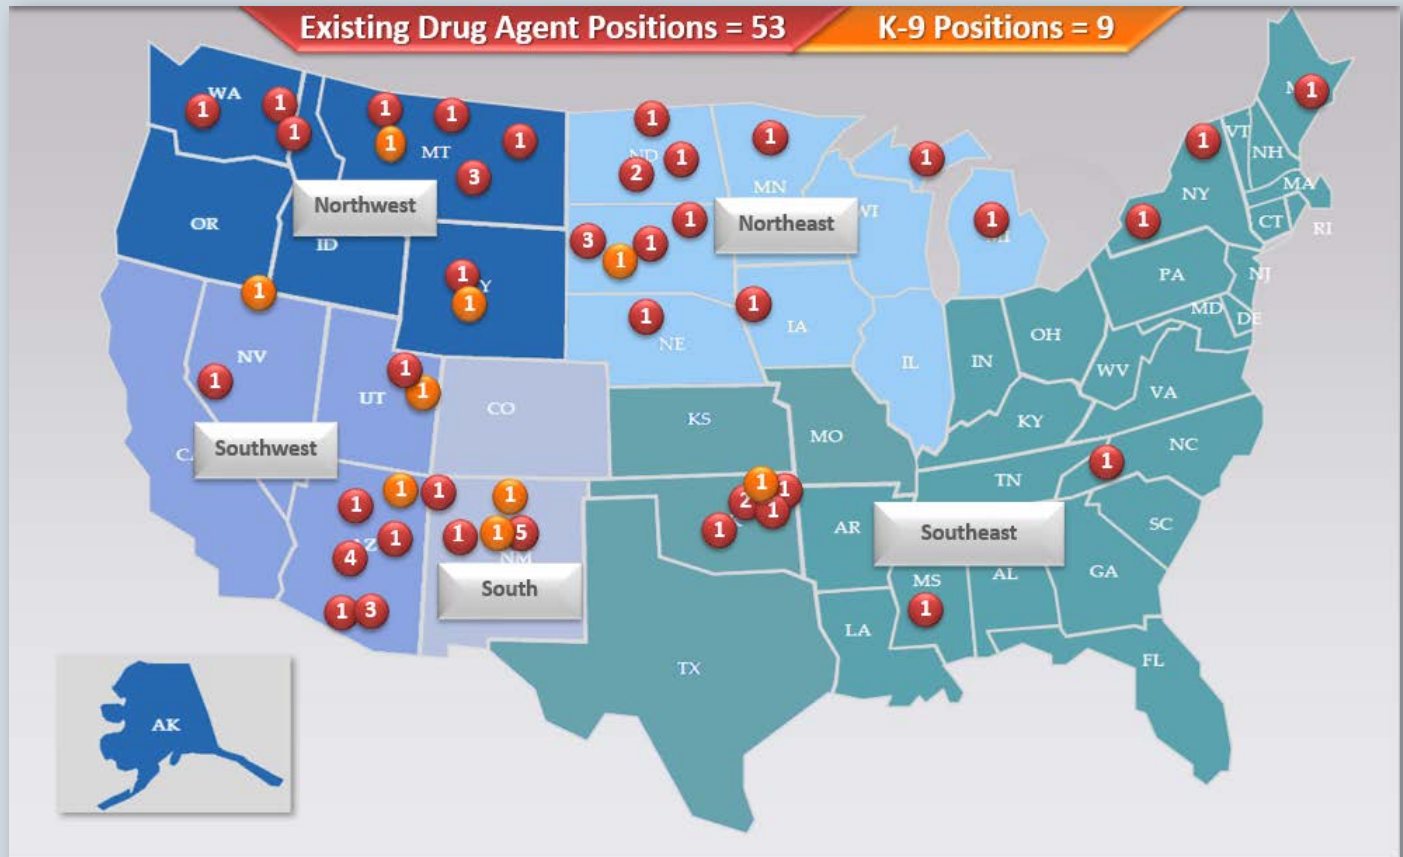 Existing Drug Agent Positions = 53
K-9 Positions = 9
WA
1
1
1
1
1
1
1
MT
3
Northwest
OR
ID
1
1
Y
1
1
ND
2
1
MN
1
1
1
Northeast
WI
3
1
1
1
NE
1
IA
IL
1
M
1
VT
NH
1
NY
1
MA
CT
RI
PA
NJ
MD
DE
OH
IN
WV
VA
KY
NV
1
UT
1
1
CO
KS
MO
Southwest
1
1
1
1
4
AZ
1
1
3
1
1
1
5
NM
South
1
2
1
1
1
TN
1
NC
AR
Southeast
SC
MS
AL
GA
1
LA
TX
FL
AK